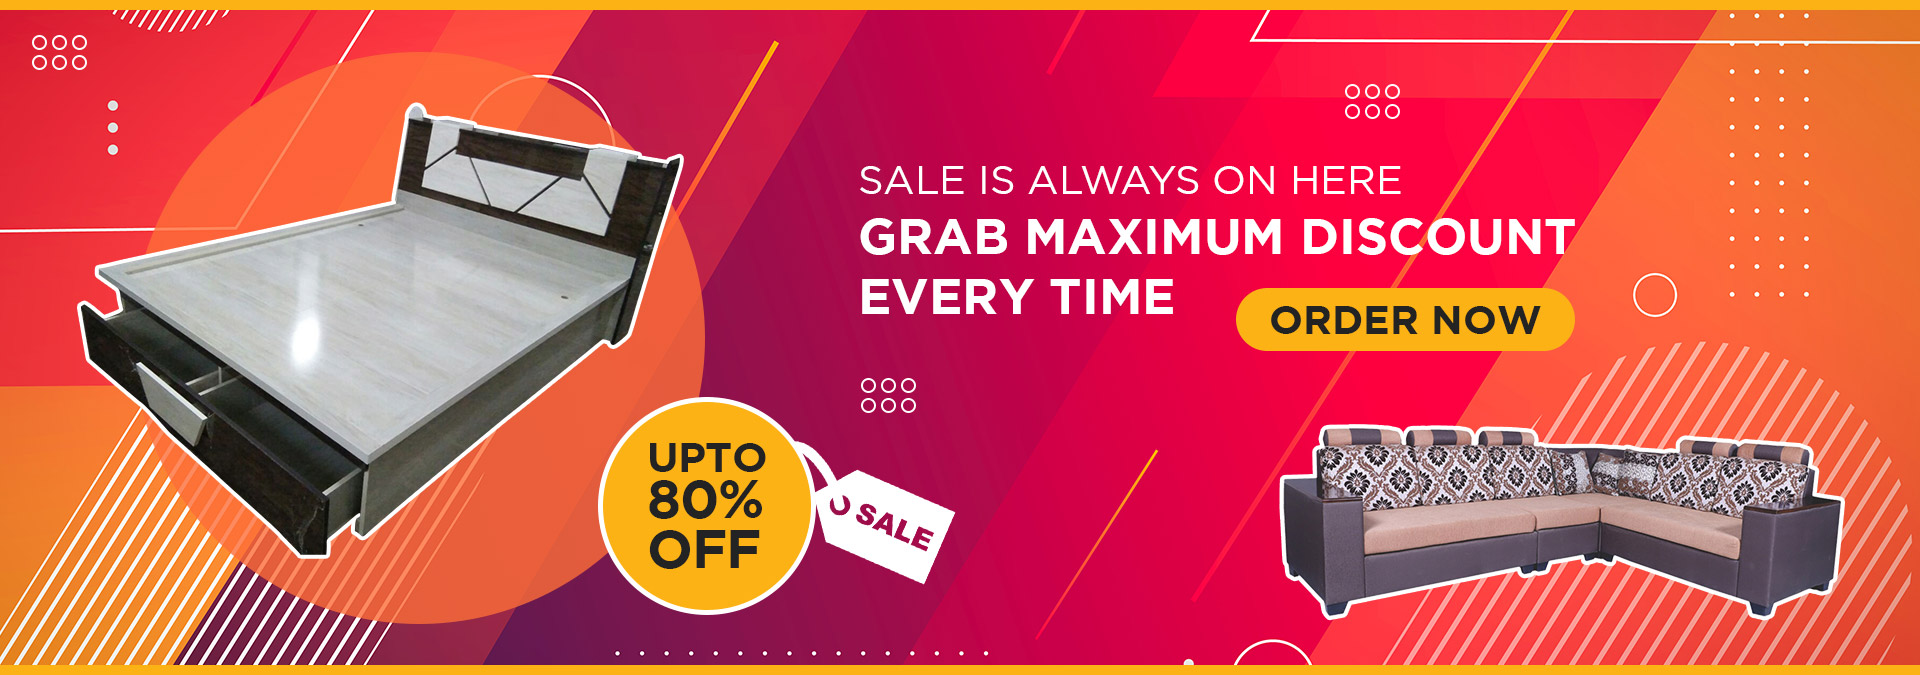 SALE IS ALWAYS ON HERE
GRAB MAXIMUM DISCOUNT
EVERY TIME
ORDER NOW
UPTO
80%
OFF
SALE